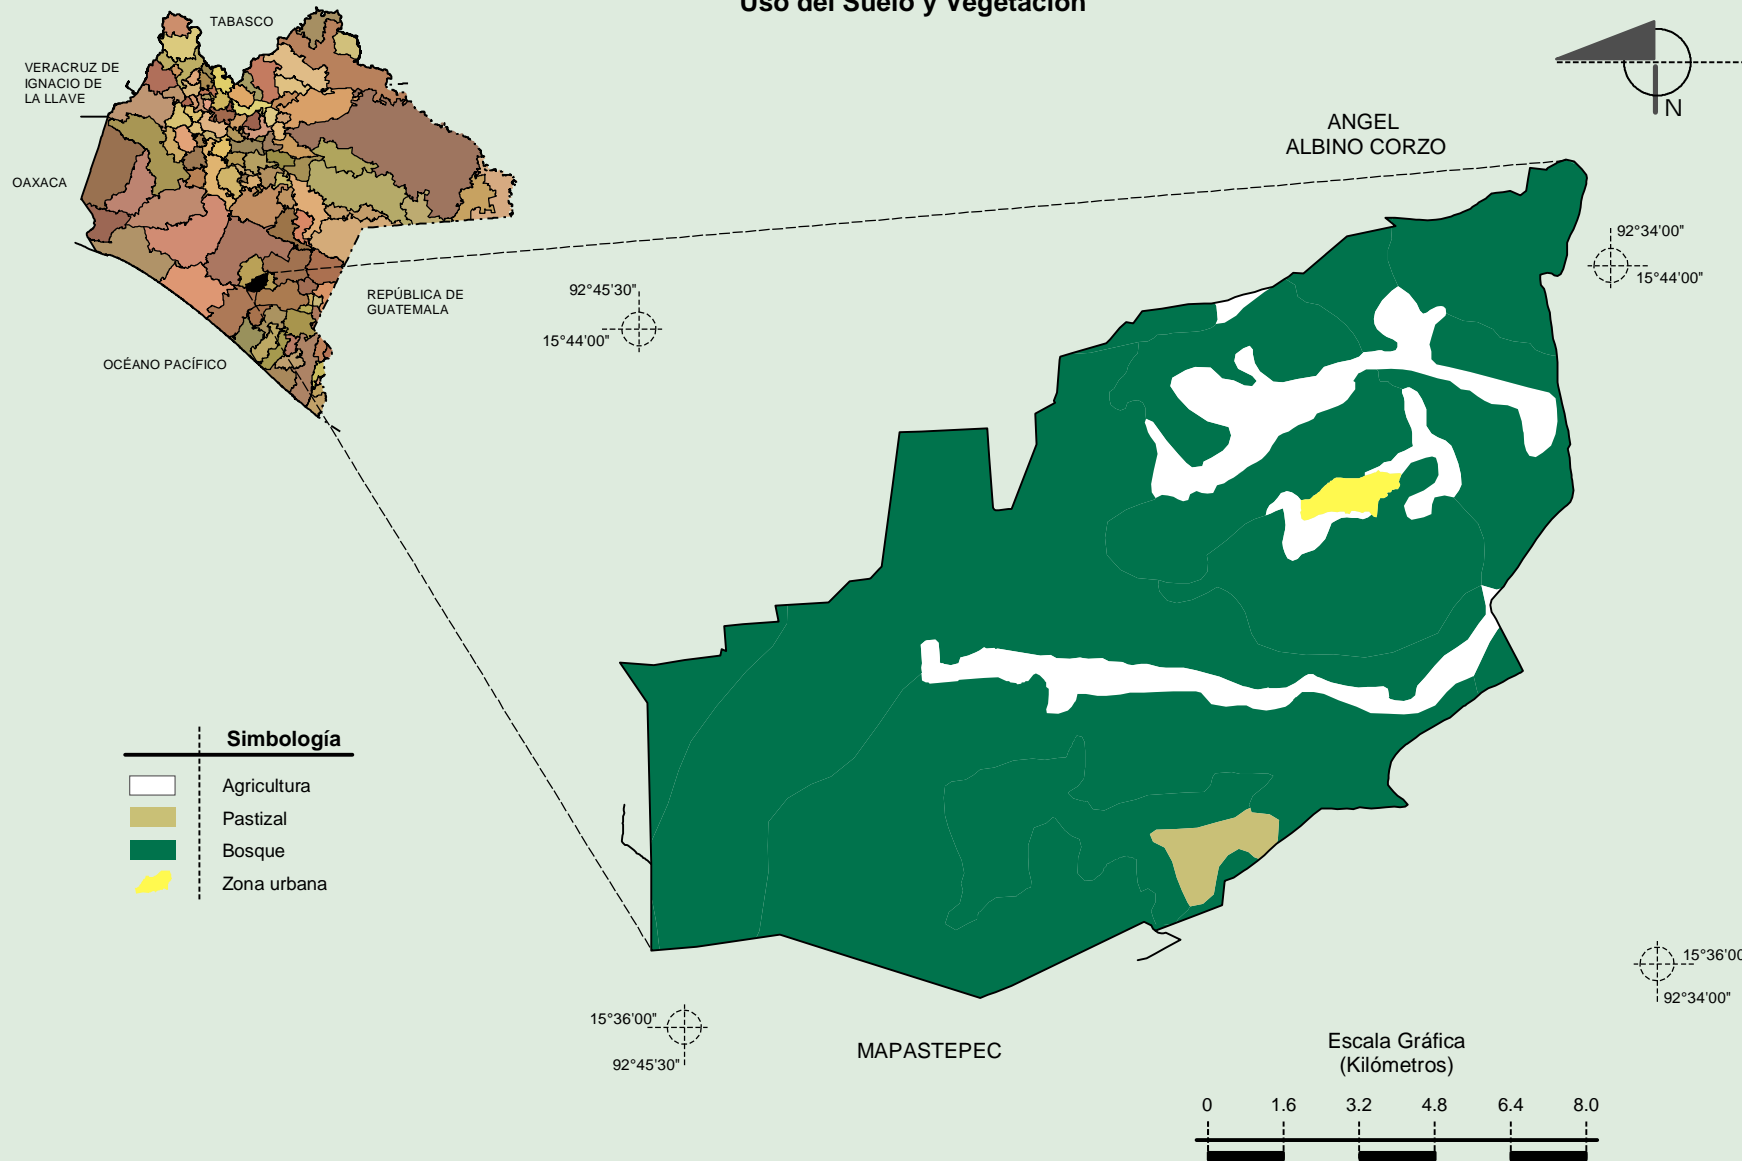 Uso del Suelo y Vegetación
TABASCO
VERACRUZ DE
IGNACIO DE
LA LLAVE
OAXACA
REPÚBLICA DE
GUATEMALA
OCÉANO PACÍFICO
N
ANGEL
ALBINO CORZO
92°34'00"
15°44'00"
92°45'30"
15°44'00"
Simbología
Agricultura
Pastizal
Bosque
Zona urbana
15°36'00"
92°34'00"
15°36'00"
92°45'30"
MAPASTEPEC
Escala Gráfica
(Kilómetros)
0 1.6 3.2 4.8 6.4 8.0